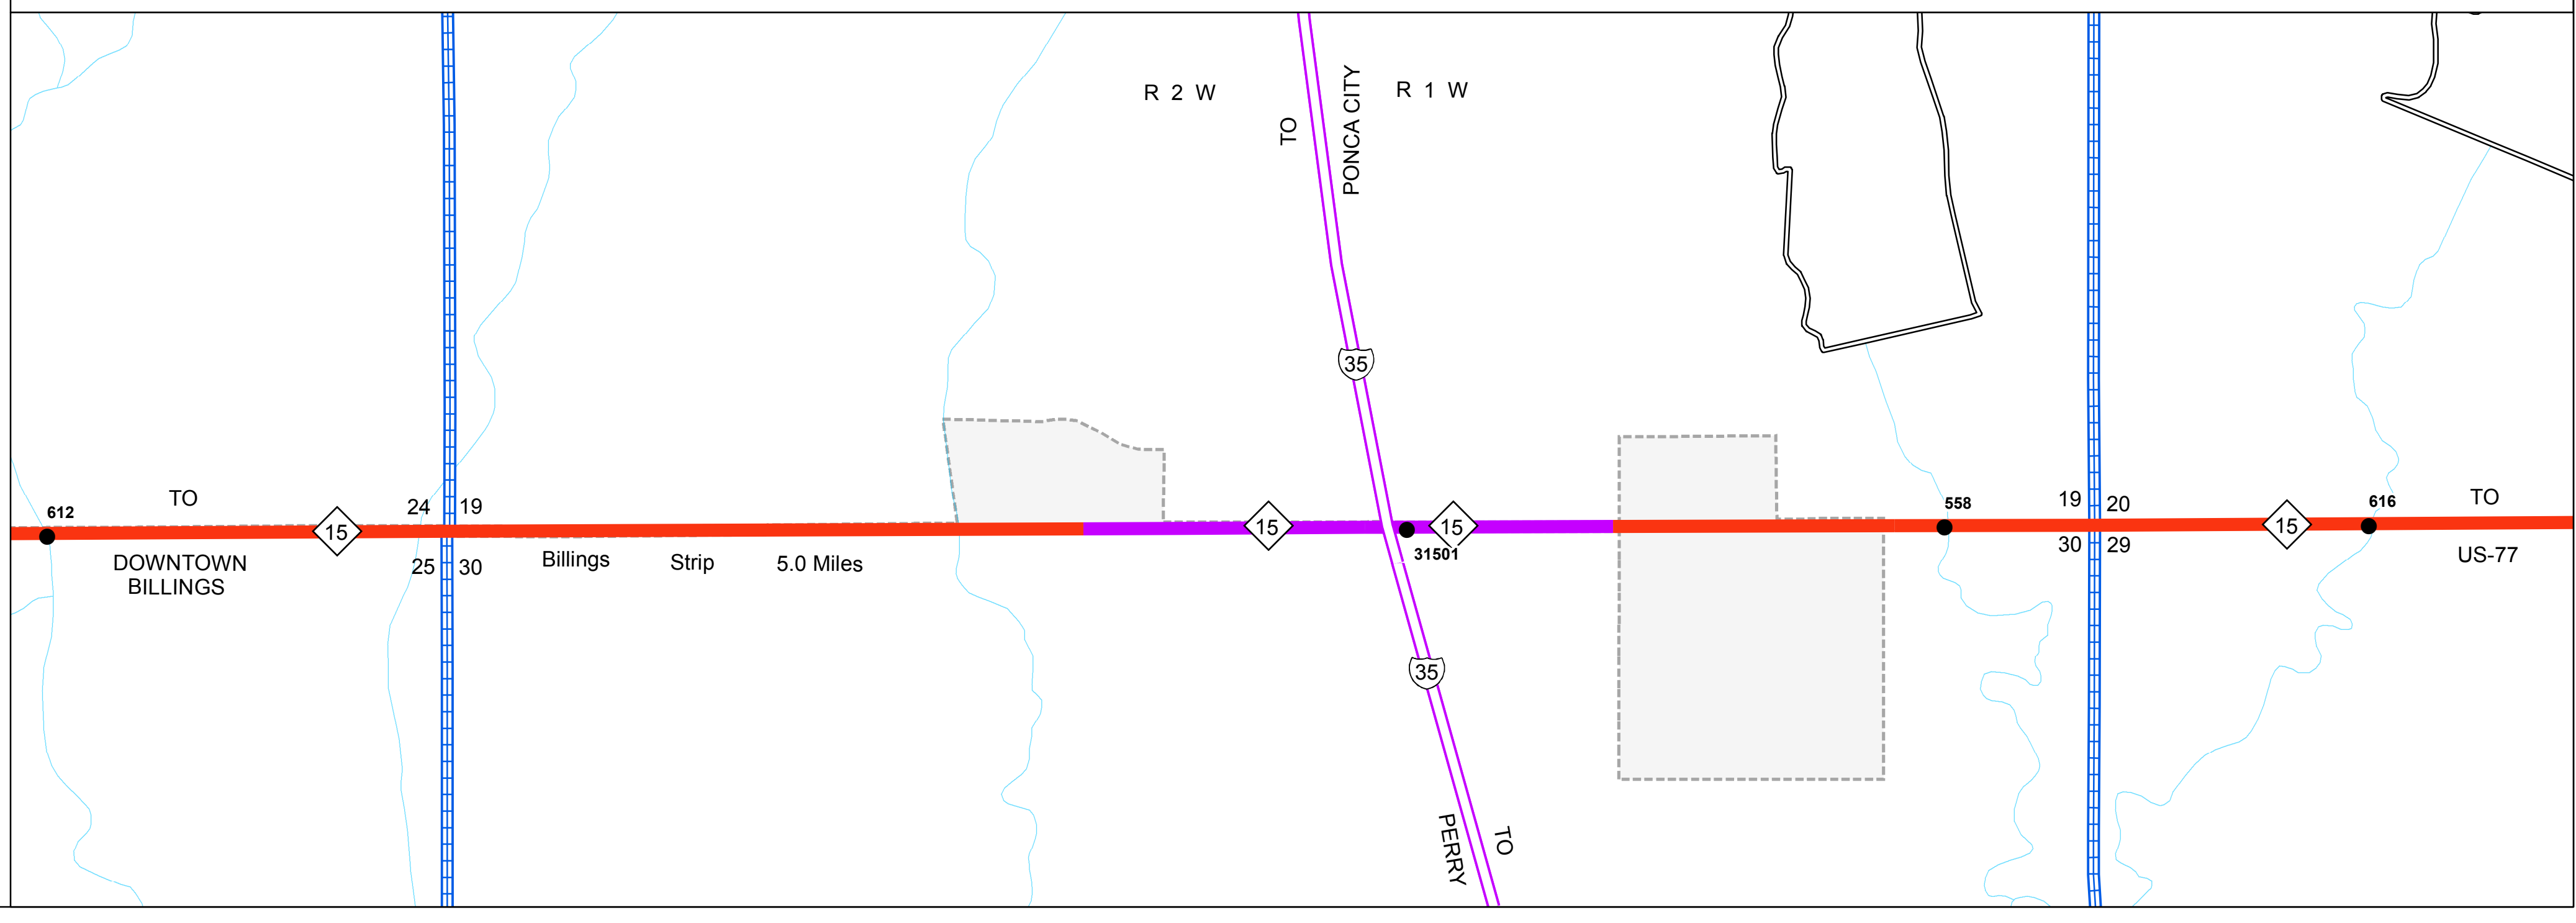 R 2 W
R 1 W
TO
PONCA CITY
35
612
TO
24
19
15
15
15
31501
558
19
20
15
616
TO
DOWNTOWN
BILLINGS
25
30
Billings Strip 5.0 Miles
30
29
US-77
35
PERRY
TO